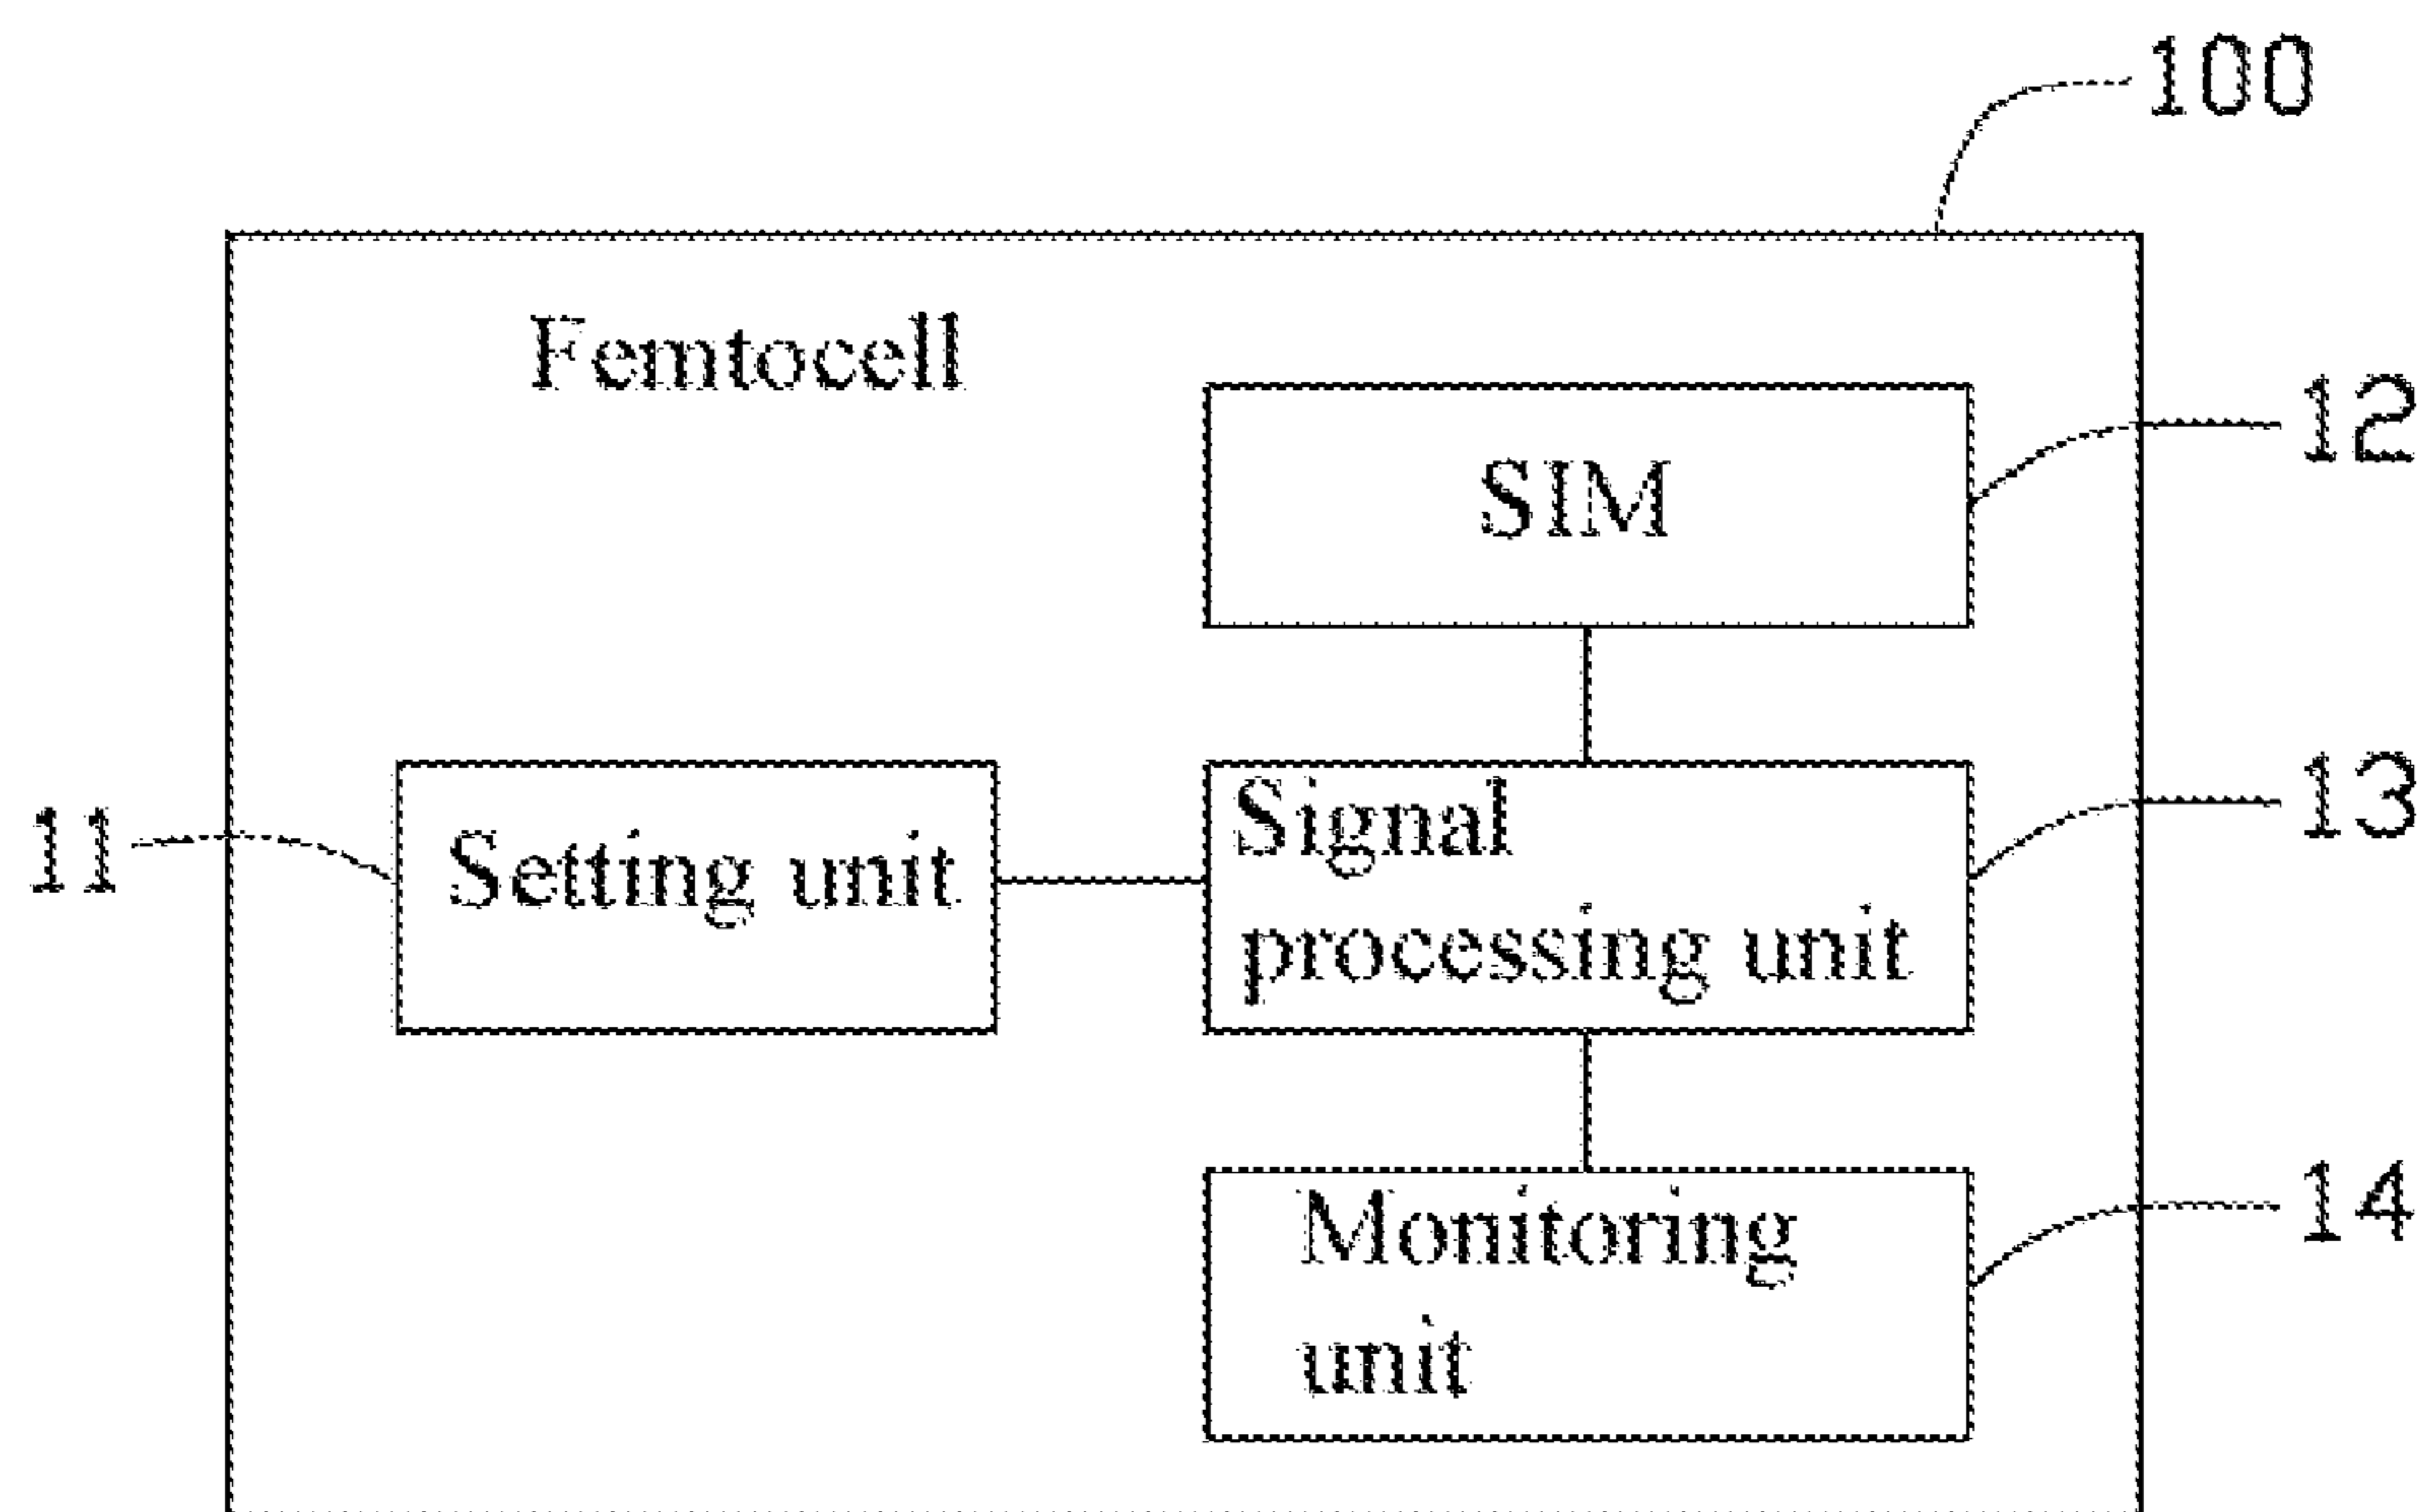 100
Femtocell
12
SIM
13
11
Setting unit
Signal
processing unit
14
Monitoring
unit